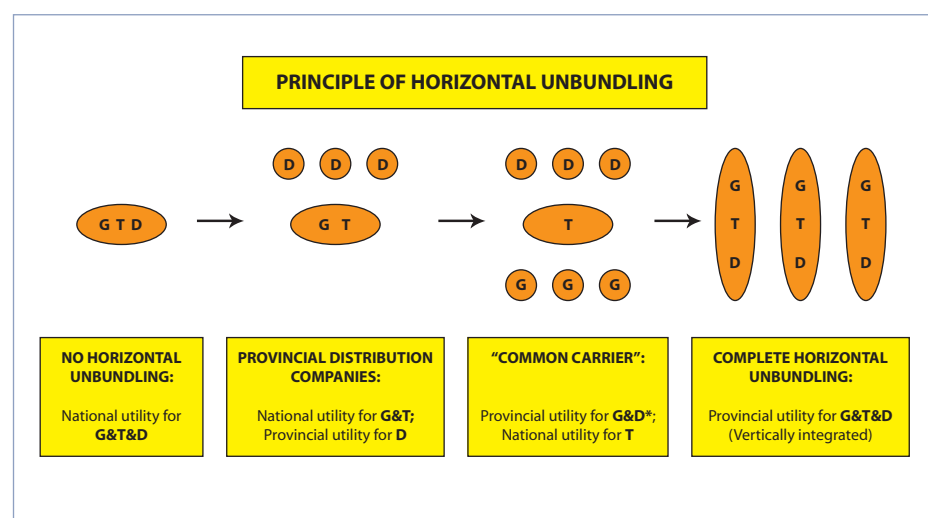 PRINCIPLE OF HORIZONTAL UNBUNDLING
D D D
D D D
G T D
G T
T
G G G
G
T
D
G
T
D
G
T
D
NO HORIZONTAL
UNBUNDLING:
National utility for
G&T&D
PROVINCIAL DISTRIBUTION
COMPANIES:
National utility for G&T;
Provincial utility for D
“COMMON CARRIER”:
Provincial utility for G&D*;
National utility for T
COMPLETE HORIZONTAL
UNBUNDLING:
Provincial utility for G&T&D
(Vertically integrated)